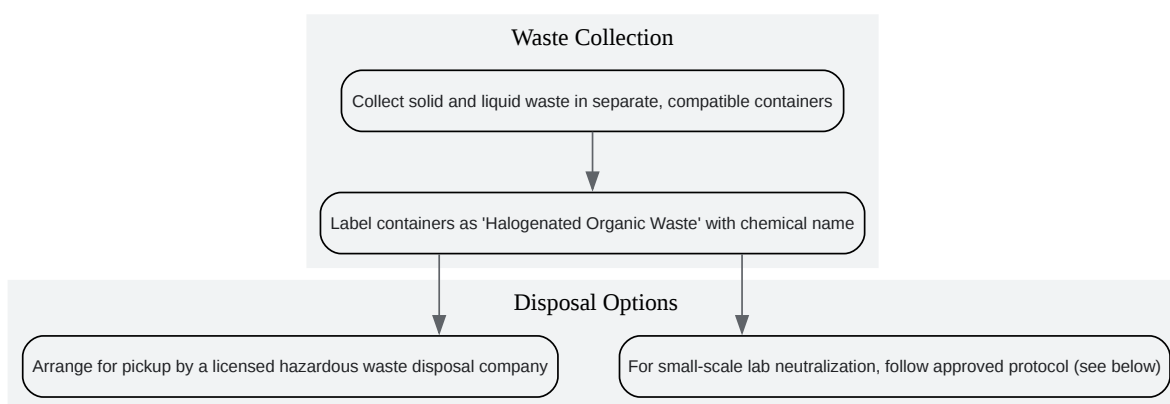 Waste Collection
Collect solid and liquid waste in separate, compatible containers
Label containers as 'Halogenated Organic Waste' with chemical name
Disposal Options
Arrange for pickup by a licensed hazardous waste disposal company
For small-scale lab neutralization, follow approved protocol (see below)